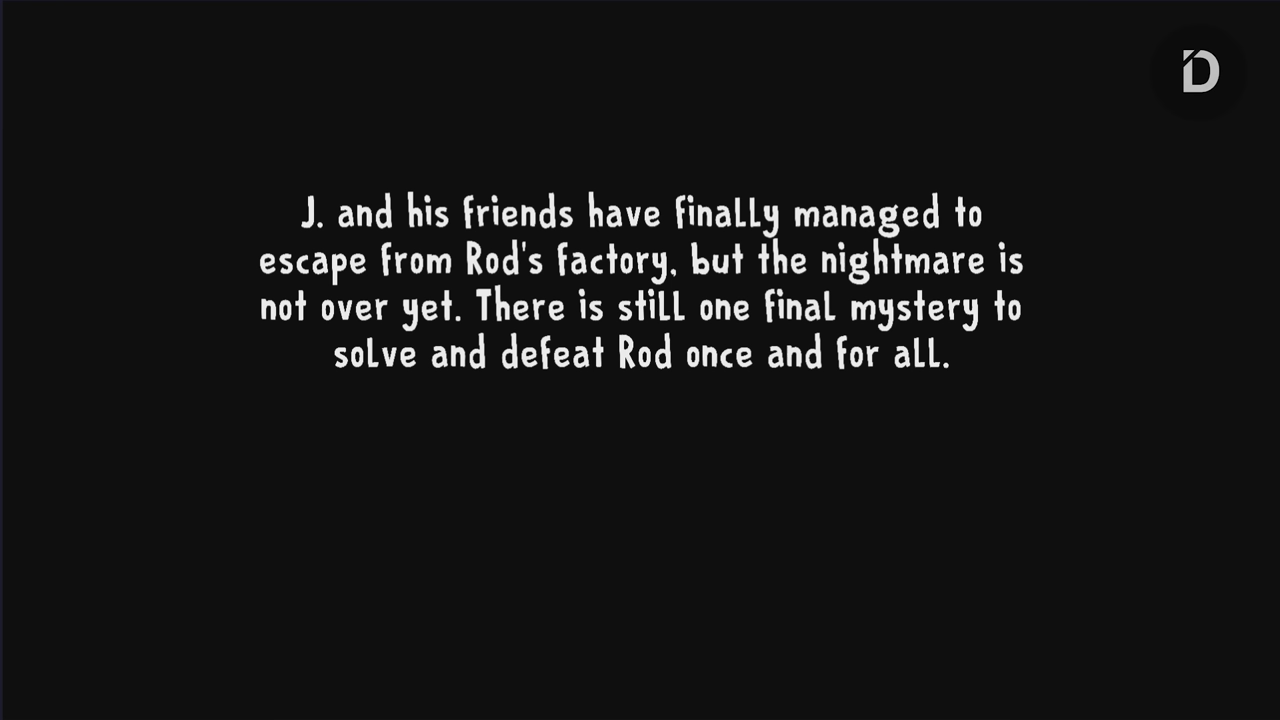 D
J. and his friends have finally managed to
escape from Rod's factory, but the nightmare is
not over yet. There is still one final mystery to
solve and defeat Rod once and for all.